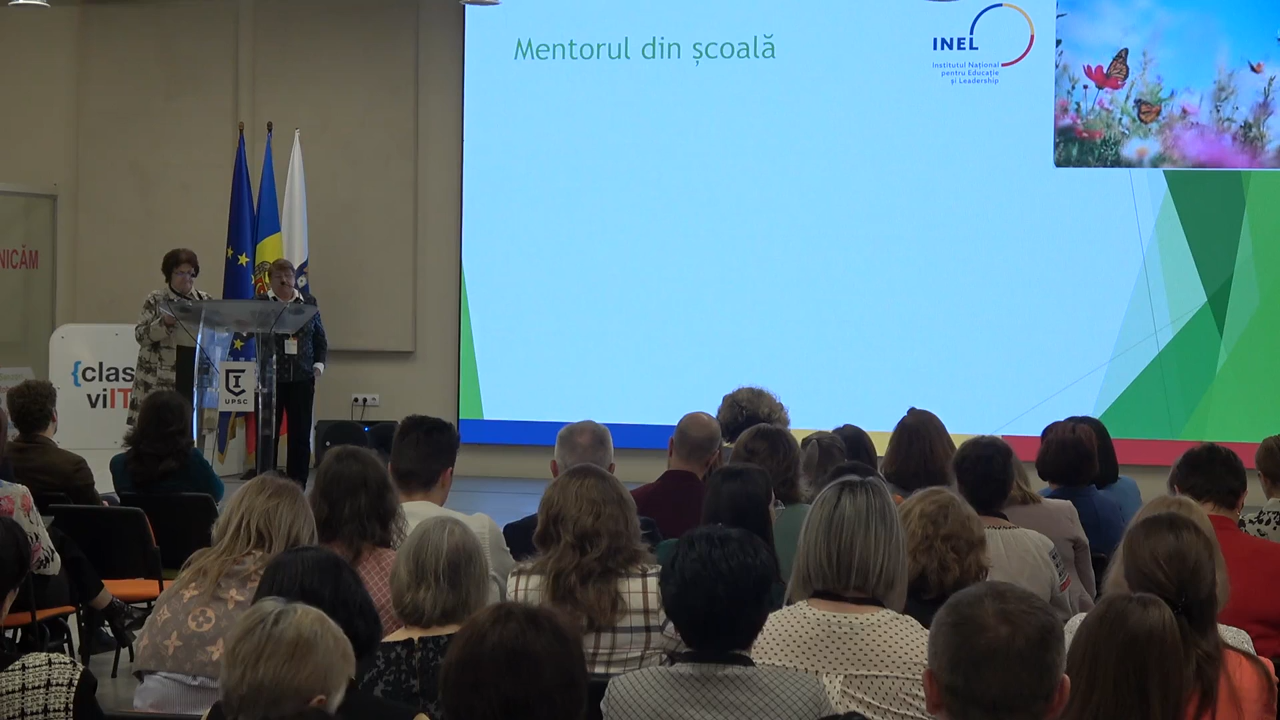 Mentorul din școală
INEL
Institutul Național
pentru Educație
și Leadership
NICĂM
{clas
viIT
UPSC